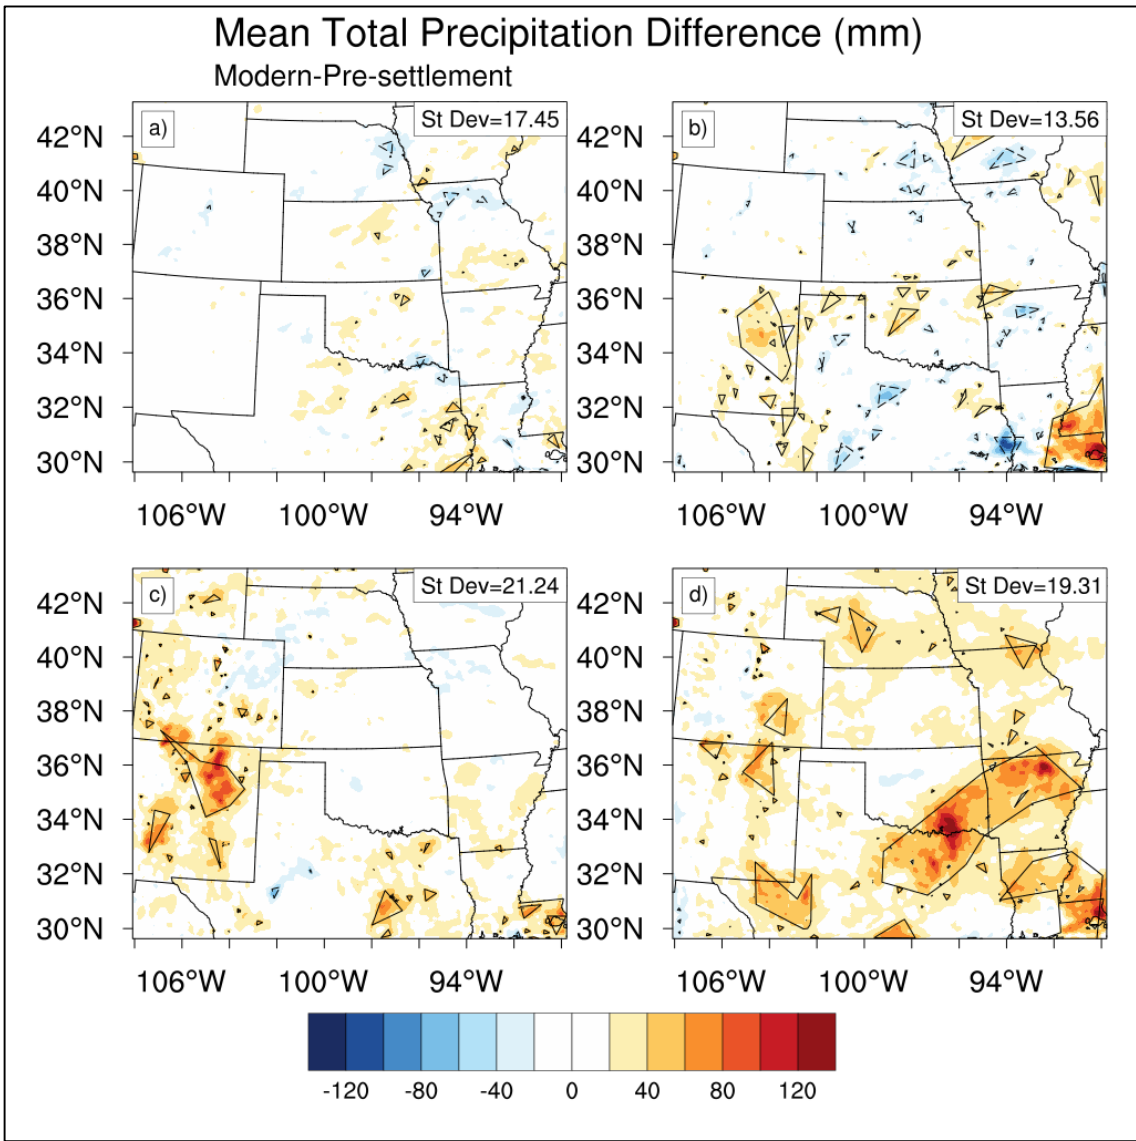 Mean Total Precipitation Difference (mm)
Modern-Pre-settlement
a)
St Dev=17.45
b)
St Dev=13.56
42°N
40°N
38°N
36°N
34°N
32°N
30°N
42°N
40°N
38°N
36°N
34°N
32°N
30°N
106°W 100°W 94°W
106°W 100°W 94°W
c)
St Dev=21.24
d)
St Dev=19.31
42°N
40°N
38°N
36°N
34°N
32°N
30°N
42°N
40°N
38°N
36°N
34°N
32°N
30°N
106°W 100°W 94°W
106°W 100°W 94°W
-120 -80 -40 0 40 80 120